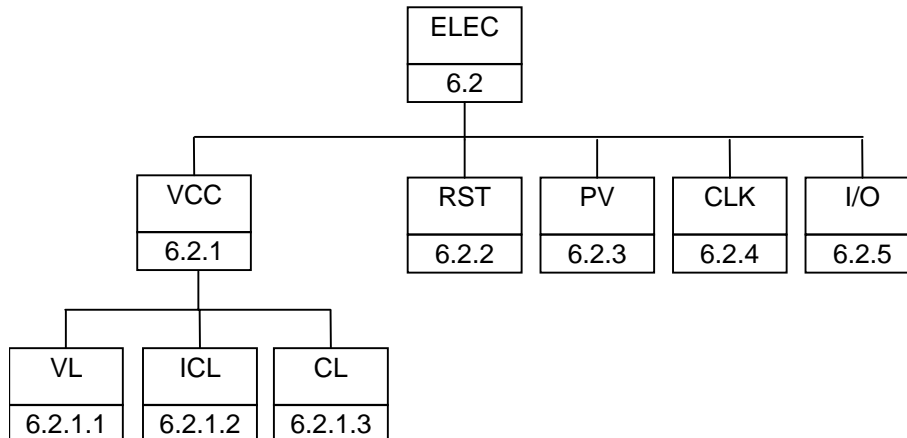 ELEC
6.2
VCC
6.2.1
RST
6.2.2
PV
6.2.3
CLK
6.2.4
I/O
6.2.5
VL
6.2.1.1
ICL
6.2.1.2
CL
6.2.1.3